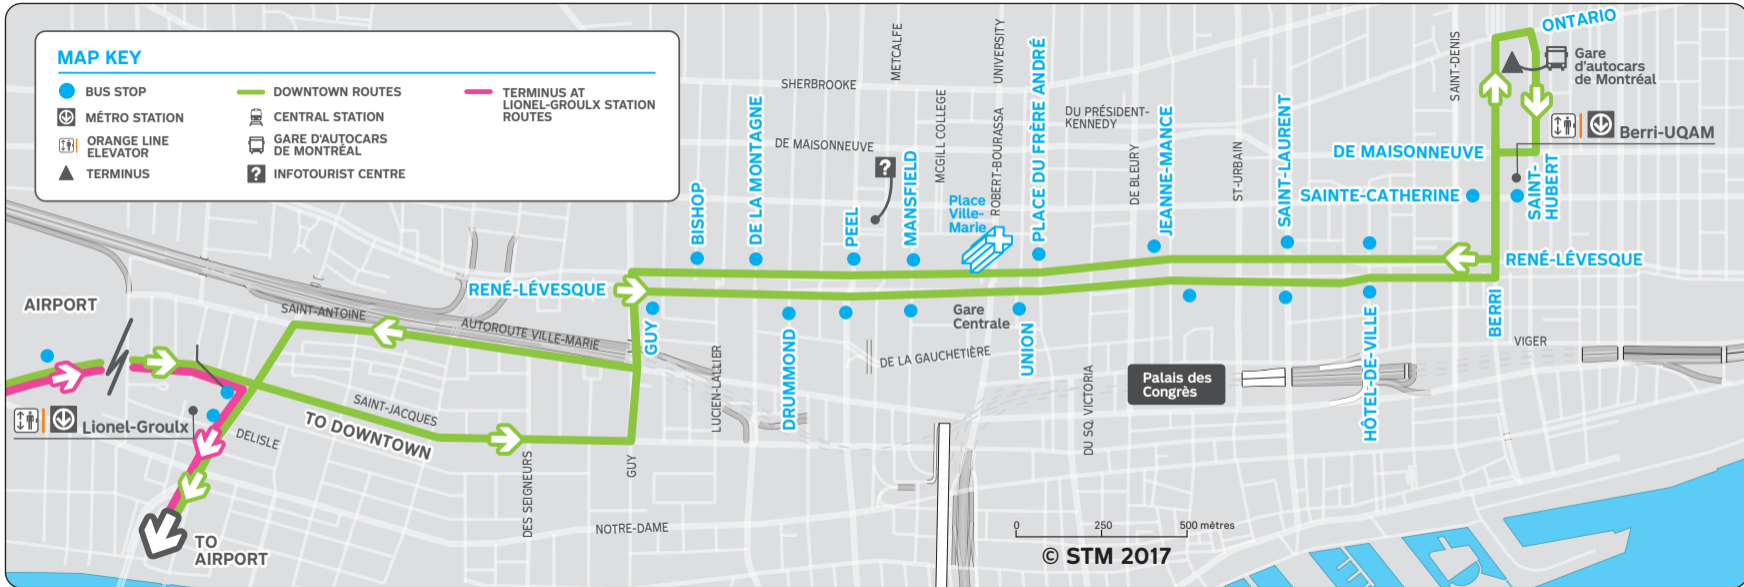 MAP KEY
BUS STOP
MÉTRO STATION
ORANGE LINE
ELEVATOR
TERMINUS
DOWNTOWN ROUTES
CENTRAL STATION
GARE D'AUTOCARS
DE MONTRÉAL
INFOTOURIST CENTRE
?
TERMINUS AT
LIONEL-GROULX STATION
ROUTES
METCALFE
UNIVERSITY
SHERBROOKE
DE MAISONNEUVE
MCGILL COLLEGE
ROBERT-BOURASSA
DU PRÉSIDENT-
KENNEDY
DE BLEURY
ST-URBAIN
SAINT-DENIS
ONTARIO
Gare
d'autocars
de Montréal
Berri-UQAM
DE MAISONNEUVE
SAINTE-CATHERINE
SAINT-
HUBERT
?
BISHOP
DE LA MONTAGNE
PEEL
MANSFIELD
Place
Ville-
Marie
PLACE DU FRÈRE ANDRÉ
JEANNE-MANCE
SAINT-LAURENT
RENÉ-LÉVESQUE
RENÉ-LÉVESQUE
AIRPORT
SAINT-ANTOINE
AUTOROUTE VILLE-MARIE
GUY
LUCIEN-LALLIER
DRUMMOND
Gare
Centrale
DE LA GAUCHETIÈRE
UNION
DU SQ. VICTORIA
Palais des
Congrès
HÔTEL-DE-VILLE
BERRI
VIGER
Lionel-Groulx
DELISLE
SAINT-JACQUES
TO DOWNTOWN
DES SEIGNEURS
GUY
NOTRE-DAME
TO
AIRPORT
0 250 500 mètres
© STM 2017